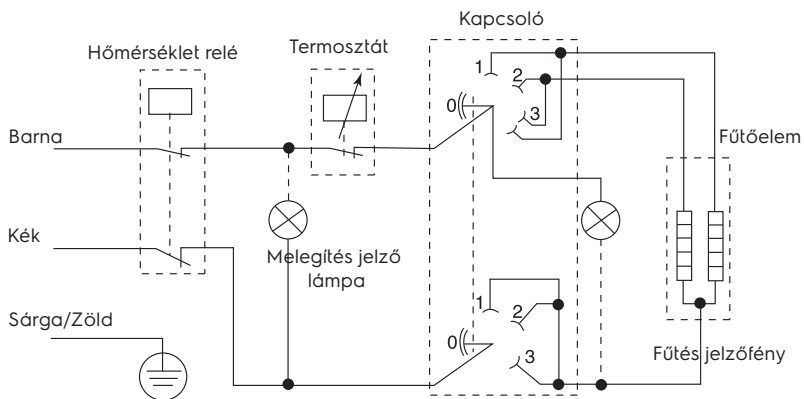 Kapcsoló
Hőmérséklet relé
Termosztát
1
2
0
3
Barna
Fűtőelem
Kék
Melegítés jelző
lámpa
1
2
0
3
Sárga/Zöld
Fűtés jelzőfény